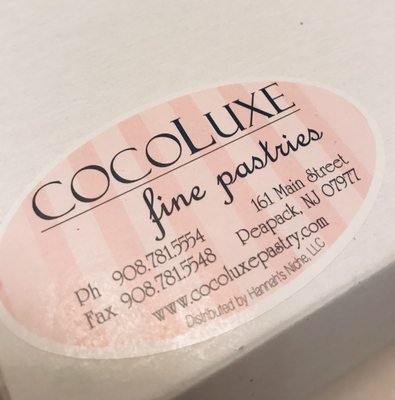 COCOLUXE
fine pastries
161 Main Street
Peapack, NJ 07977
Ph 908.781.5554
Fax 908.781.5548
www.cocoluxepastry.com
Distributed by Hannah's Niche, LLC